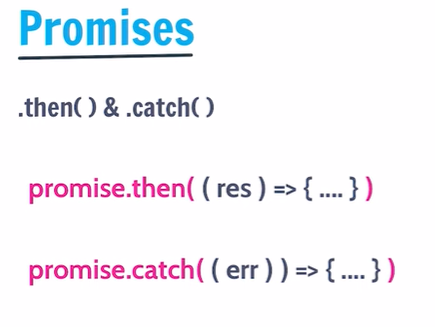 Promises
.then( ) & .catch( )
promise.then( ( res ) => { .... } )
promise.catch( ( err ) ) => { .... } )